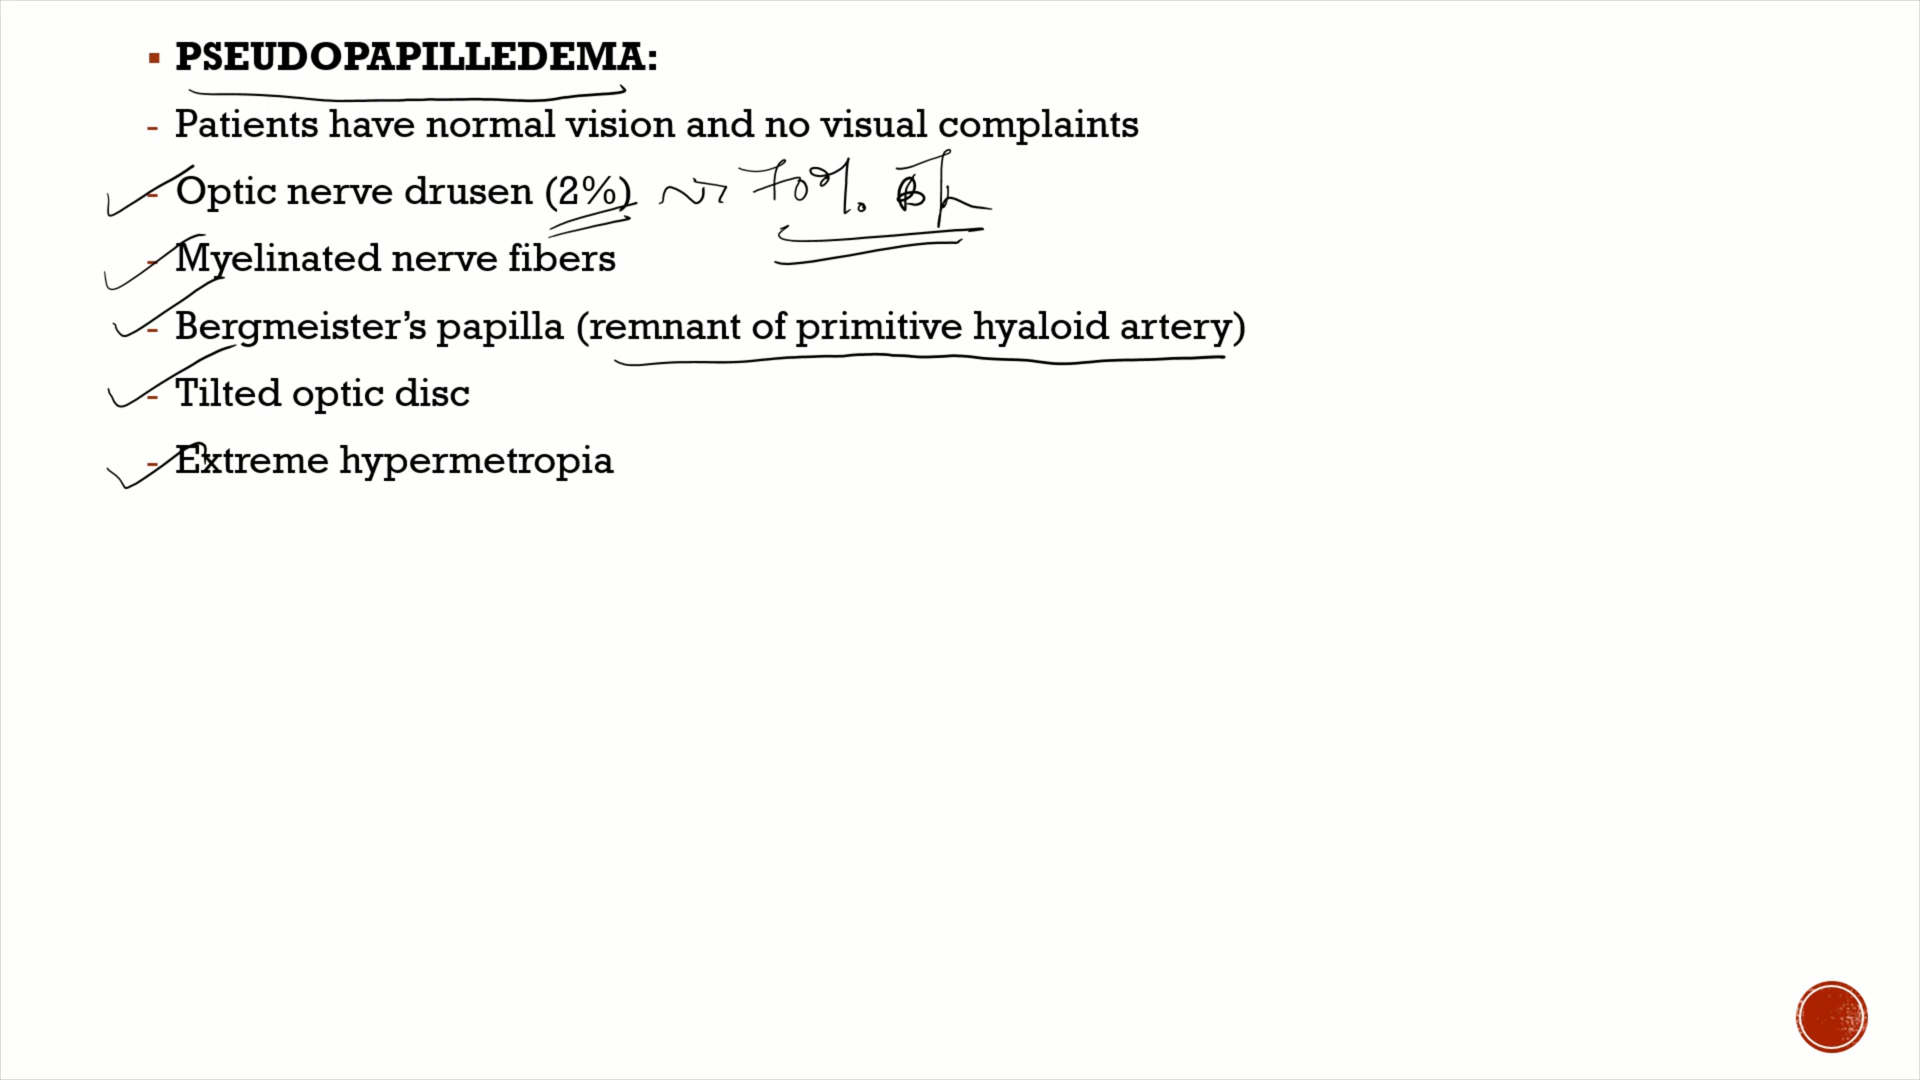 PSEUDOPAPILLEDEMA:
- Patients have normal vision and no visual complaints
- Optic nerve drusen (2%) 70%. B/L
- Myelinated nerve fibers
- Bergmeister’s papilla (remnant of primitive hyaloid artery)
- Tilted optic disc
- Extreme hypermetropia